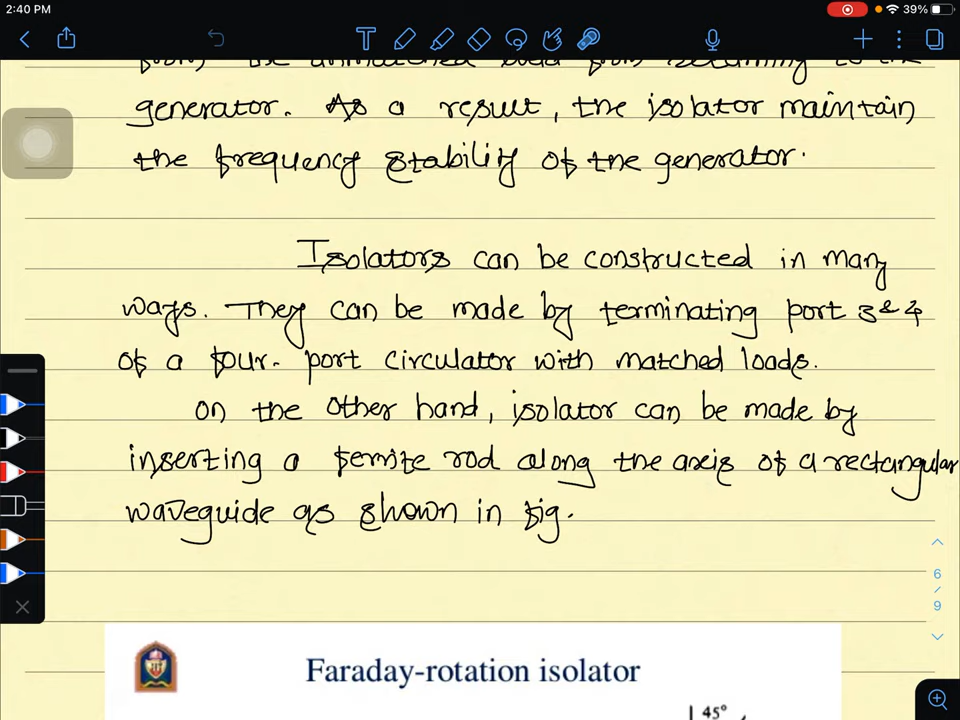 2:40 PM
39%
generator. As a result, the isolator maintain
the frequency stability of the generator.
Isolators can be constructed in many
ways. They can be made by terminating port 3 & 4
of a four-port circulator with matched loads.
On the other hand, isolator can be made by
inserting a ferrite rod along the axis of a rectangular
waveguide as shown in fig.
6
/
9
Faraday-rotation isolator
45°